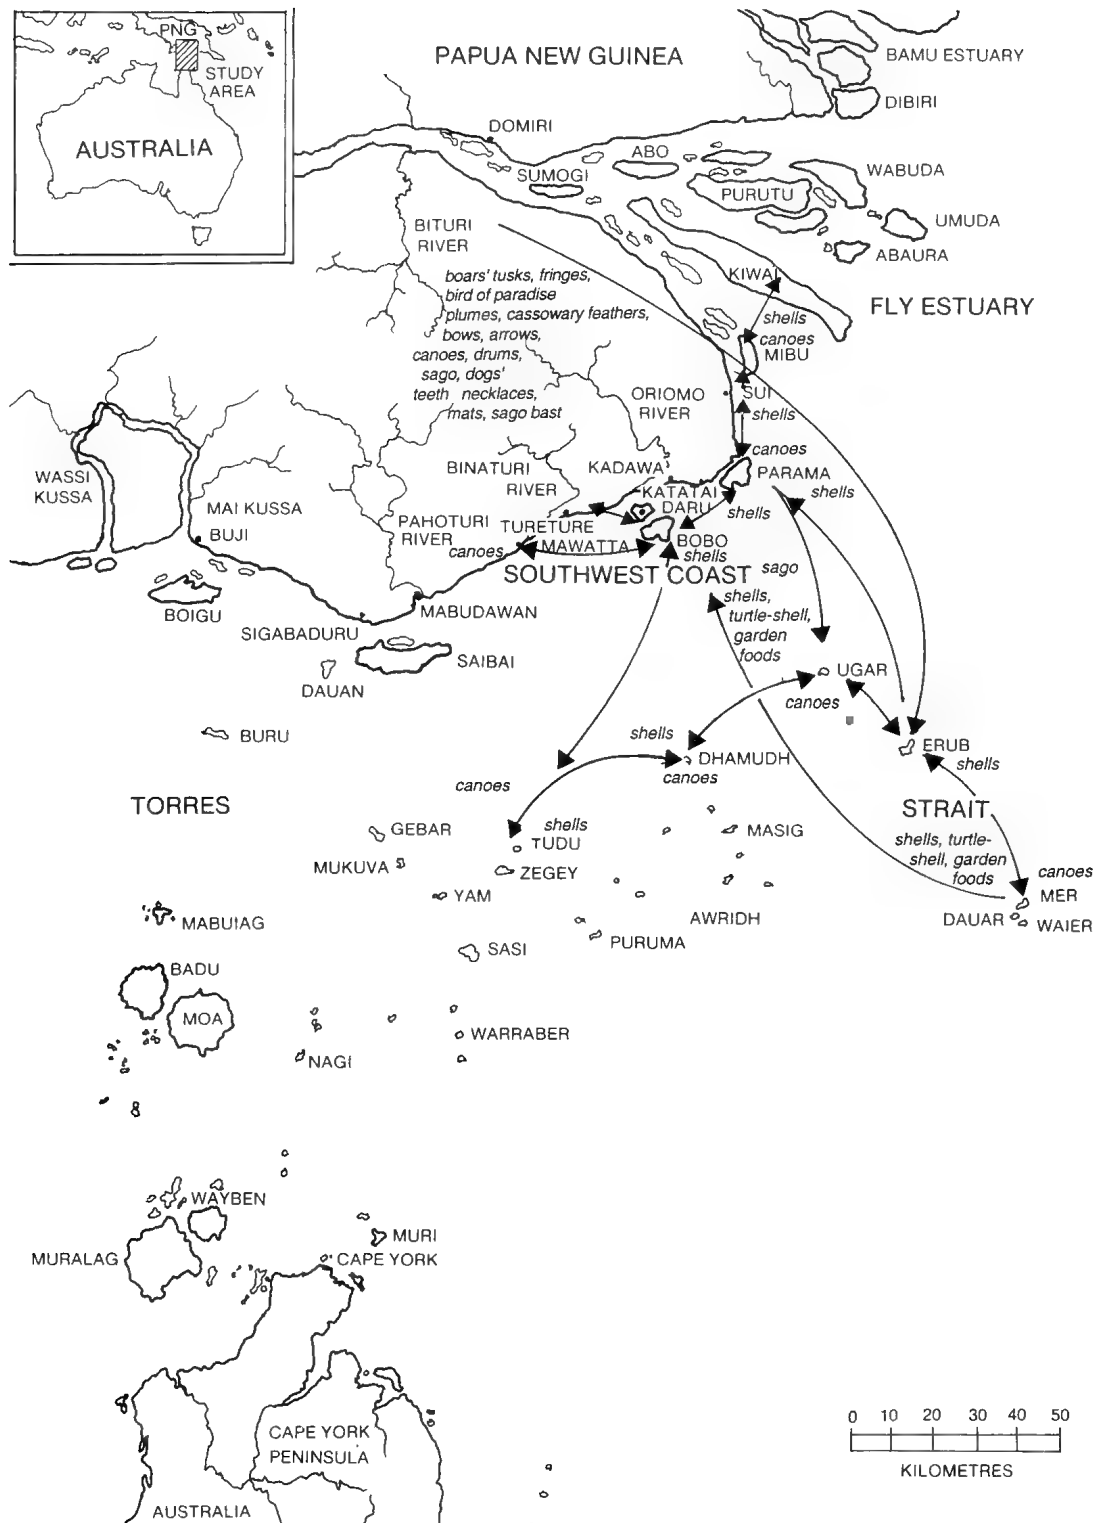 PNG
STUDY
AREA
AUSTRALIA
PAPUA NEW GUINEA
BAMU ESTUARY
DIBIRI
DOMIRI
ABO
SUMOGI
WABUDA
PURUTU
UMUDA
ABAURA
BITURI
RIVER
KIWAI
FLY ESTUARY
boars' tusks, fringes,
bird of paradise
plumes, cassowary feathers,
bows, arrows,
canoes, drums,
sago, dogs'
teeth necklaces,
mats, sago bast
shells
canoes
MIBU
SUI
shells
ORIOMO
RIVER
canoes
PARAMA
shells
WASSI
KUSSA
MAI KUSSA
BUJI
BINATURI
RIVER
KADAWA
KATATAI
DARU
shells
PAHOTURI
RIVER
TURETURE
canoes
MAWATTA
BOBO
shells
SOUTHWEST COAST
sago
shells,
turtle-shell,
garden
foods
BOIGU
MABUDAWAN
SIGABADURU
SAIBAI
DAUAN
UGAR
canoes
BURU
shells
DHAMUDH
canoes
ERUB
shells
canoes
TORRES
STRAIT
GEBAR
shells
TUDU
MASIG
shells, turtle-
shell, garden
foods
MUKUVA
ZEGEY
canoes
MER
YAM
MABUIAG
AWRIDH
DAUAR
WAIER
PURUMA
SASI
BADU
MOA
WARRABER
NAGI
WAYBEN
MURI
MURALAG
CAPE YORK
CAPE YORK
PENINSULA
AUSTRALIA
0 10 20 30 40 50
KILOMETRES